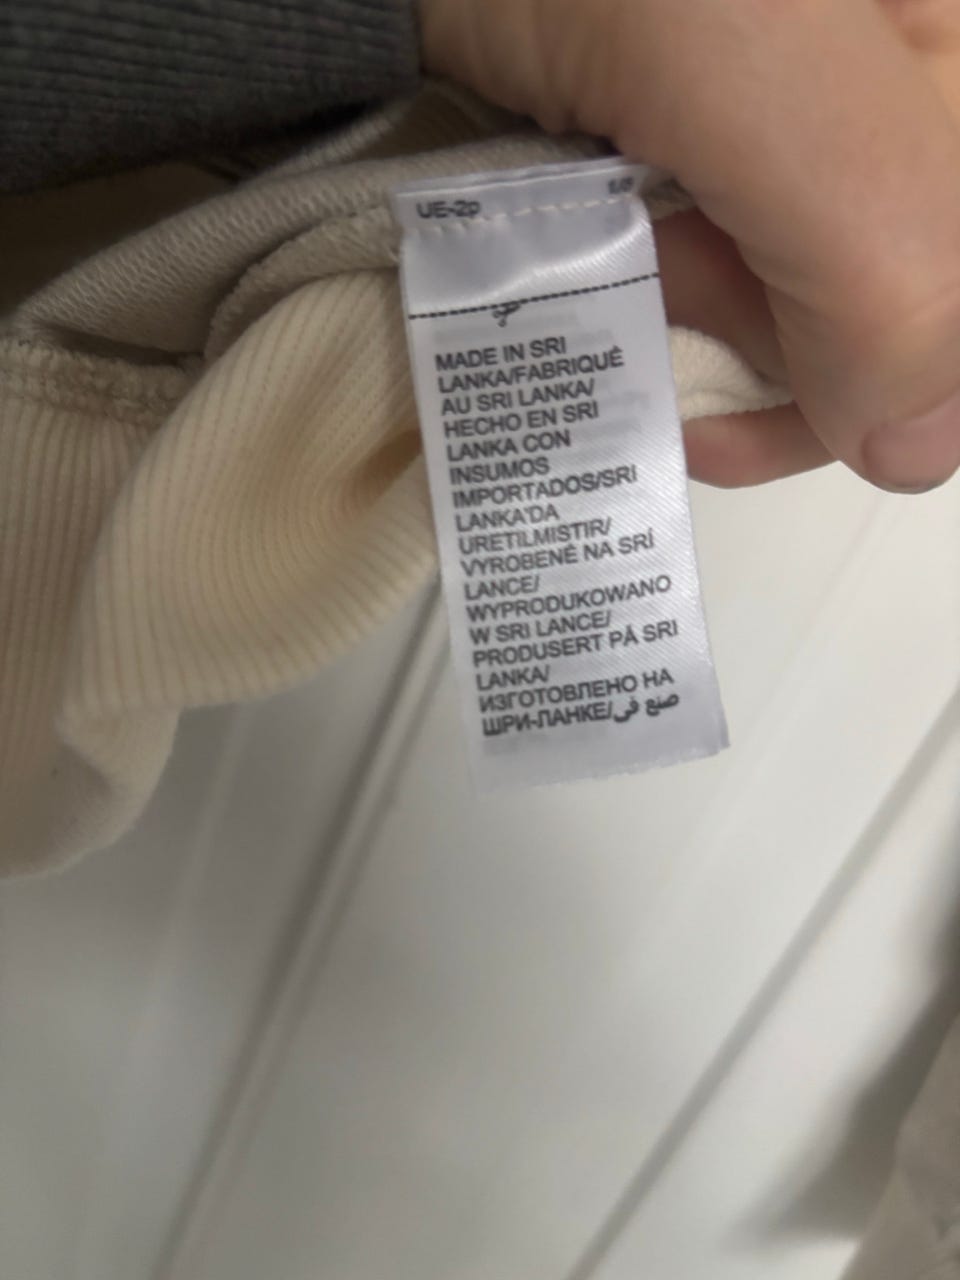 UE-2p
MADE IN SRI
LANKA/FABRIQUÉ
AU SRI LANKA/
HECHO EN SRI
LANKA CON
INSUMOS
IMPORTADOS/SRI
LANKA'DA
URETILMISTIR/
VYROBENÉ NA SRÍ
LANCE/
WYPRODUKOWANO
W SRI LANCE/
PRODUSERT PÅ SRI
LANKA/
ИЗГОТОВЛЕНО НА
ШРИ-ЛАНКЕ/صنع في